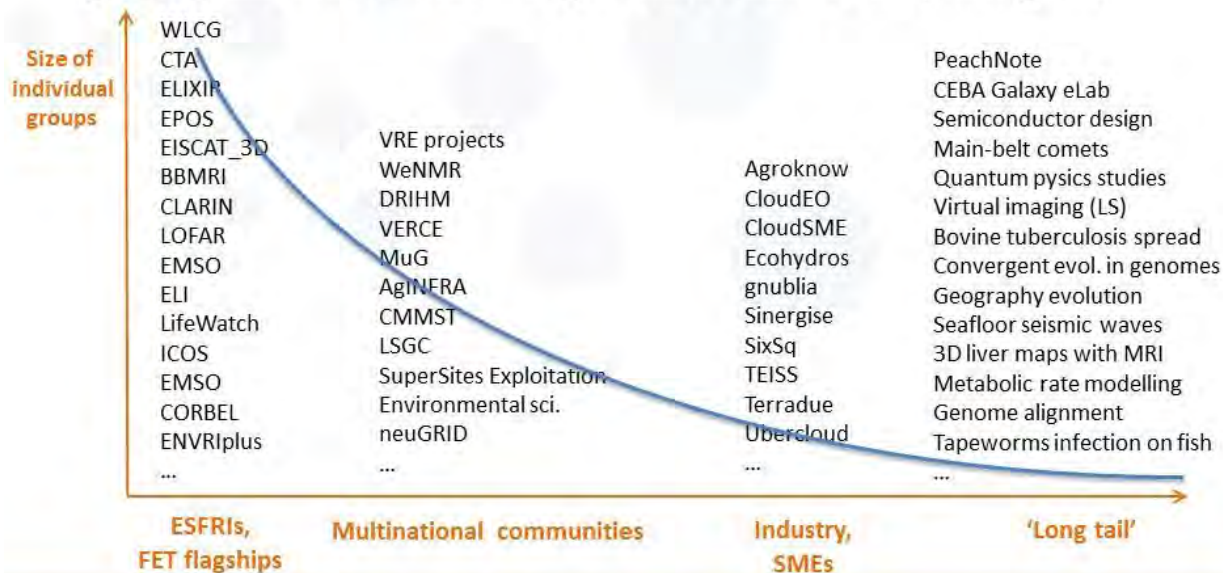 Size of
individual
groups
WLCG
CTA
ELIXIR
EPOS
EISCAT_3D
BBMRI
CLARIN
LOFAR
EMSO
ELI
LifeWatch
ICOS
EMSO
CORBEL
ENVRIplus
...
VRE projects
WeNMR
DRIHM
VERCE
MuG
AgINFRA
CMMST
LSGC
SuperSites Exploitation
Environmental sci.
neuGRID
...
Agroknow
CloudEO
CloudSME
Ecohydros
gnublia
Sinergise
SixSq
TEISS
Terradue
Ubercloud
...
PeachNote
CEBA Galaxy eLab
Semiconductor design
Main-belt comets
Quantum pysics studies
Virtual imaging (LS)
Bovine tuberculosis spread
Convergent evol. in genomes
Geography evolution
Seafloor seismic waves
3D liver maps with MRI
Metabolic rate modelling
Genome alignment
Tapeworms infection on fish
...
ESFRIs,
FET flagships
Multinational communities
Industry,
SMEs
'Long tail'